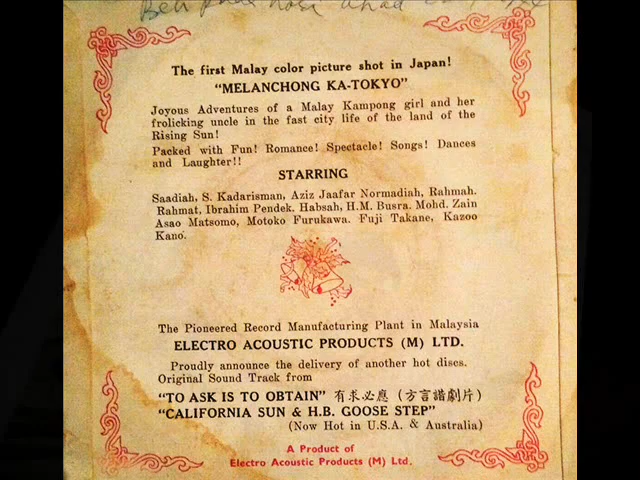 The first Malay color picture shot in Japan!
"MELANCHONG KA-TOKYO"
Joyous Adventures of a Malay Kampong girl and her
frolicking uncle in the fast city life of the land of the
Rising Sun!
Packed with Fun! Romance! Spectacle! Songs! Dances
and Laughter!!
STARRING
Saadiah, S. Kadarisman, Aziz Jaafar Normadiah, Rahmah.
Rahmat, Ibrahim Pendek. Habsah, H.M. Busra. Mohd. Zain
Asao Matsomo, Motoko Furukawa. Fuji Takane, Kazoo
Kano.
The Pioneered Record Manufacturing Plant in Malaysia
ELECTRO ACOUSTIC PRODUCTS (M) LTD.
Proudly announce the delivery of another hot discs.
Original Sound Track from
"TO ASK IS TO OBTAIN" 有求必應 (方言諧劇片)
"CALIFORNIA SUN & H.B. GOOSE STEP"
(Now Hot in U.S.A. & Australia)
A Product of
Electro Acoustic Products (M) Ltd.